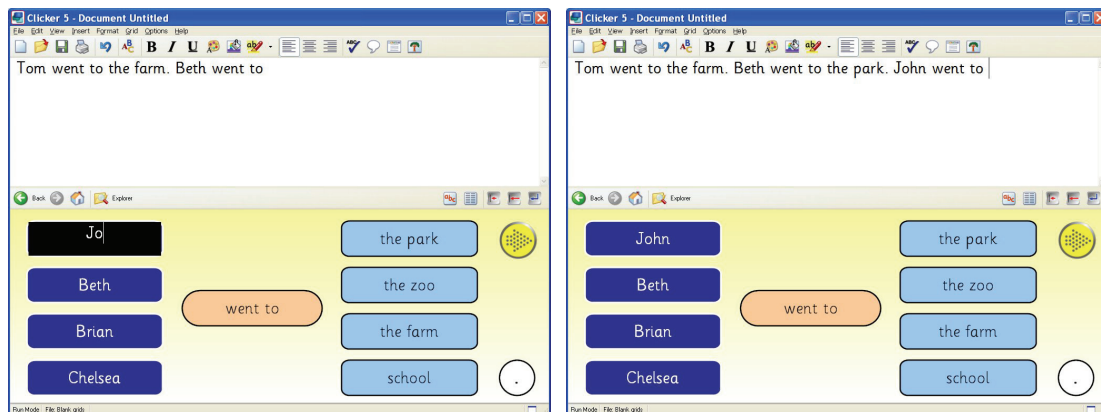 Clicker 5 - Document Untitled
File Edit View Insert Format Grid Options Help
B I U
Tom went to the farm. Beth went to
Back Explorer
Jo
Beth
Brian
Chelsea
went to
the park
the zoo
the farm
school
.
Run Mode File: Blank grids
Clicker 5 - Document Untitled
File Edit View Insert Format Grid Options Help
B I U
Tom went to the farm. Beth went to the park. John went to
Back Explorer
John
Beth
Brian
Chelsea
went to
the park
the zoo
the farm
school
.
Run Mode File: Blank grids